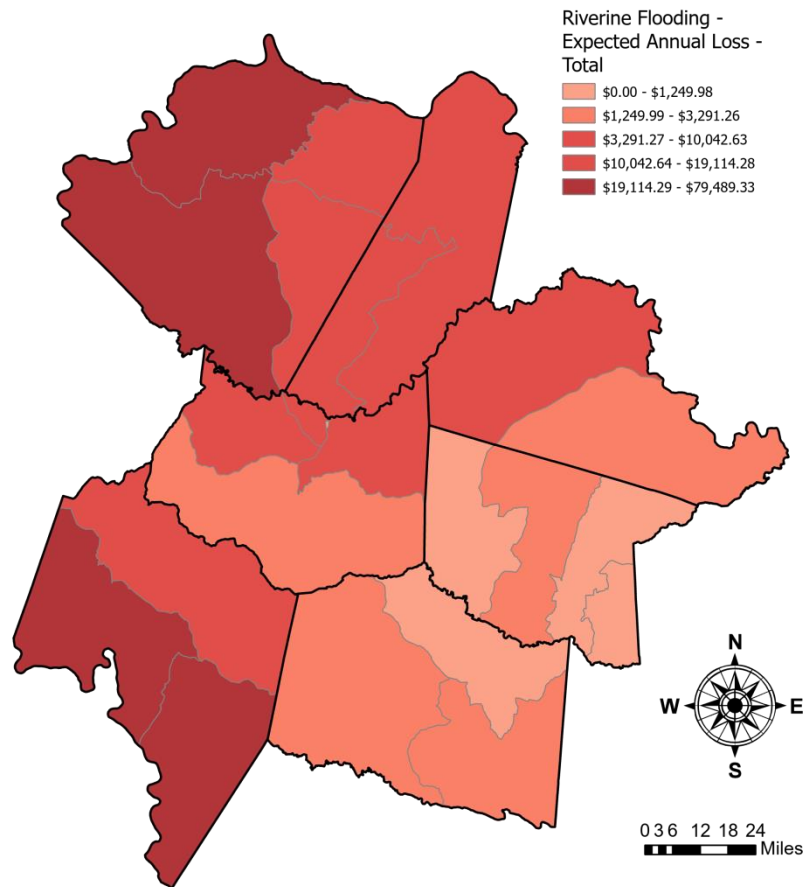 Riverine Flooding -
Expected Annual Loss -
Total
$0.00 - $1,249.98
$1,249.99 - $3,291.26
$3,291.27 - $10,042.63
$10,042.64 - $19,114.28
$19,114.29 - $79,489.33
N
W E
S
0 3 6 12 18 24
Miles